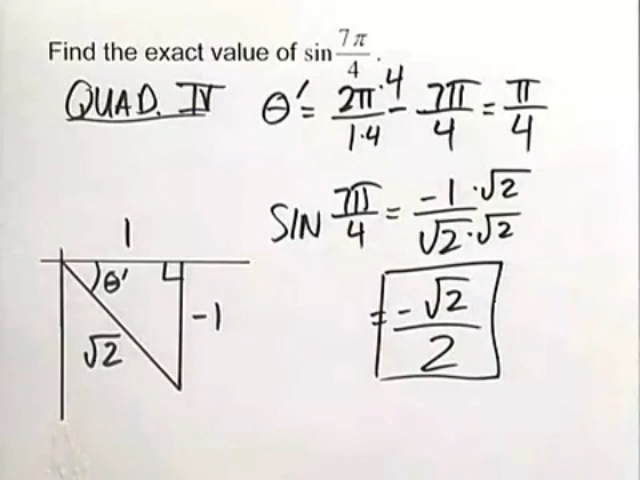 Find the exact value of sin 7π/4.
QUAD. IV θ' = 2π·4/1·4 - 7π/4 = π/4
SIN 7π/4 = -1·√2/√2·√2
= -√2/2
1
θ'
-1
√2